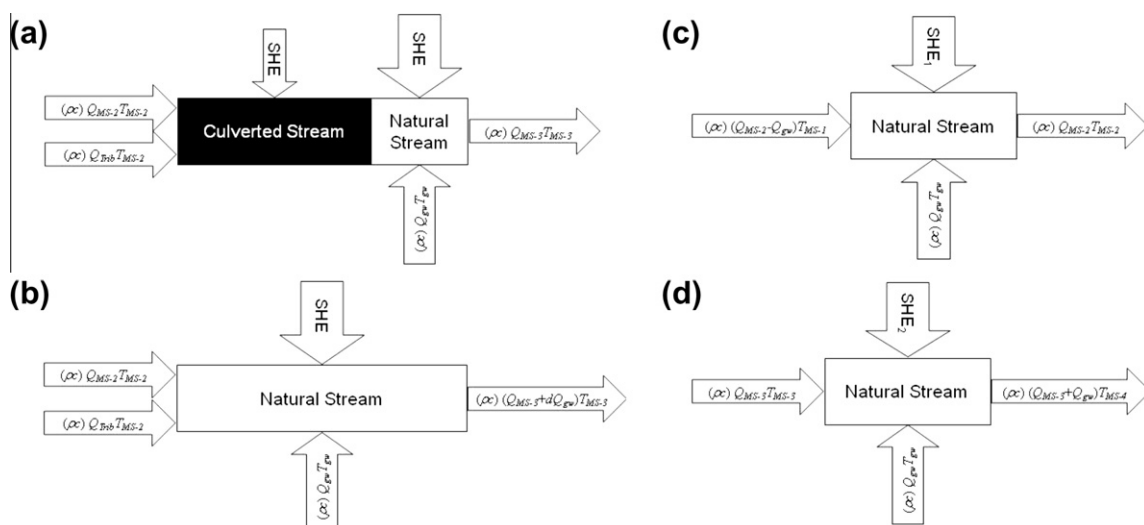 (a)
SHE
SHE
(ρc) Q_MS-2 T_MS-2
(ρc) Q_Trib T_MS-2
Culverted Stream
Natural
Stream
(ρc) Q_MS-3 T_MS-3
(ρc) Q_gw T_gw
(b)
SHE
(ρc) Q_MS-2 T_MS-2
(ρc) Q_Trib T_MS-2
Natural Stream
(ρc) (Q_MS-3+dQ_gw)T_MS-3
(ρc) Q_gw T_gw
(c)
SHE_1
(ρc) (Q_MS-2-Q_gw)T_MS-1
Natural Stream
(ρc) Q_MS-2 T_MS-2
(ρc) Q_gw T_gw
(d)
SHE_2
(ρc) Q_MS-3 T_MS-3
Natural Stream
(ρc) (Q_MS-3+Q_gw)T_MS-4
(ρc) Q_gw T_gw